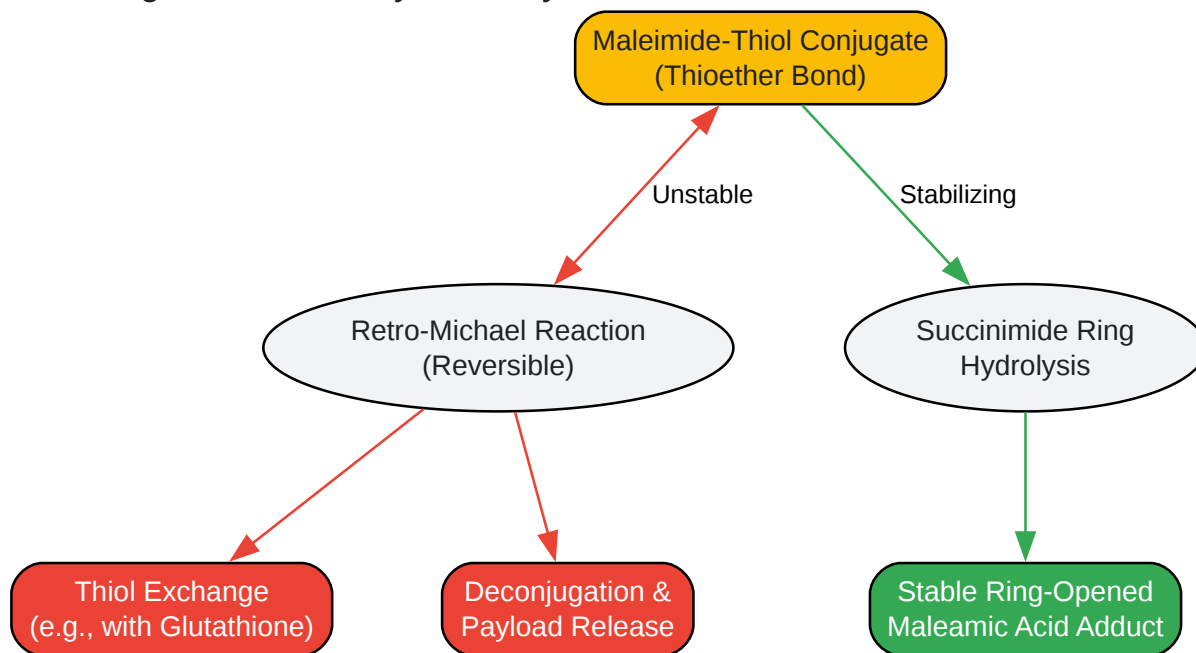 Maleimide-Thiol Conjugate
(Thioether Bond)
Unstable
Stabilizing
Retro-Michael Reaction
(Reversible)
Succinimide Ring
Hydrolysis
Thiol Exchange
(e.g., with Glutathione)
Deconjugation &
Payload Release
Stable Ring-Opened
Maleamic Acid Adduct